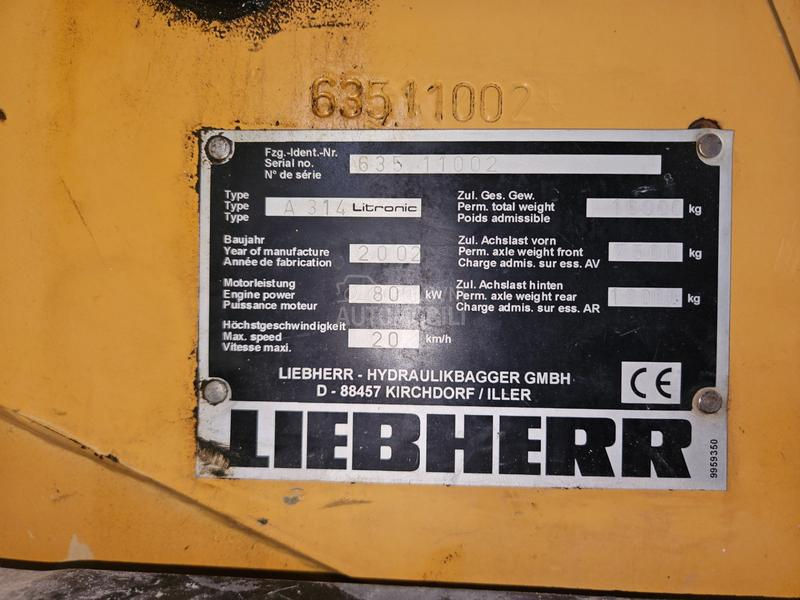 63511002
Fzg.-Ident.-Nr.
Serial no.
N° de série
635 11002
Type
Type
Type
A 314 Litronic
Baujahr
Year of manufacture
Année de fabrication
2002
Motorleistung
Engine power
Puissance moteur
80 kW
Höchstgeschwindigkeit
Max. speed
Vitesse maxi.
20 km/h
Zul. Ges. Gew.
Perm. total weight
Poids admissible
kg
Zul. Achslast vorn
Perm. axle weight front
Charge admis. sur ess. AV
kg
Zul. Achslast hinten
Perm. axle weight rear
Charge admis. sur ess. AR
kg
LIEBHERR - HYDRAULIKBAGGER GMBH
D - 88457 KIRCHDORF / ILLER
CE
LIEBHERR
9959350